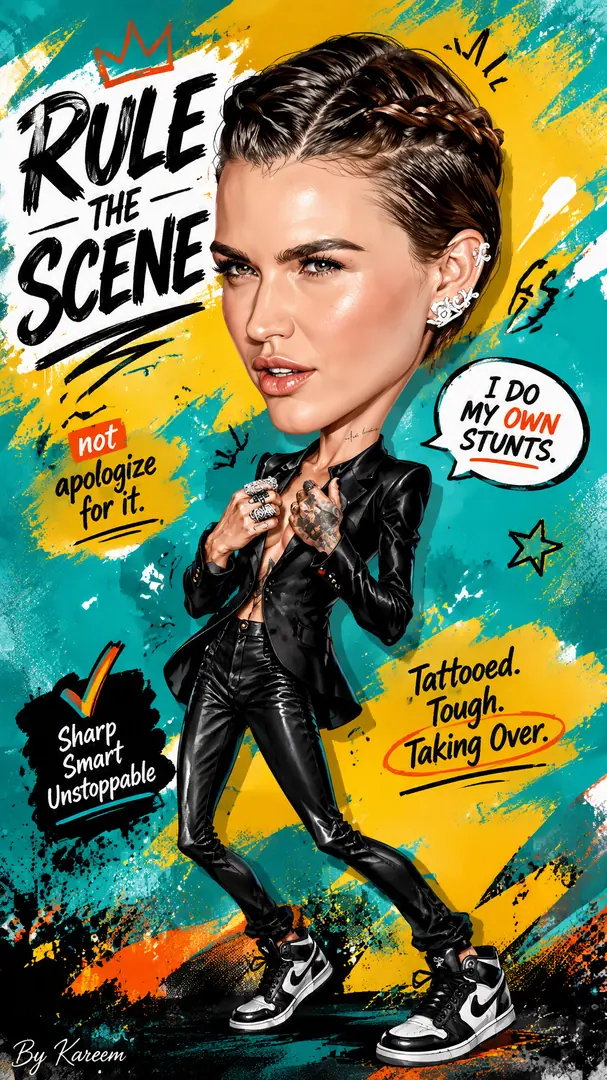 RULE
THE
SCENE
not
apologize
for it.
I DO
MY OWN
STUNTS.
Tattooed.
Tough.
Taking Over.
Sharp
Smart
Unstoppable
By Kareem